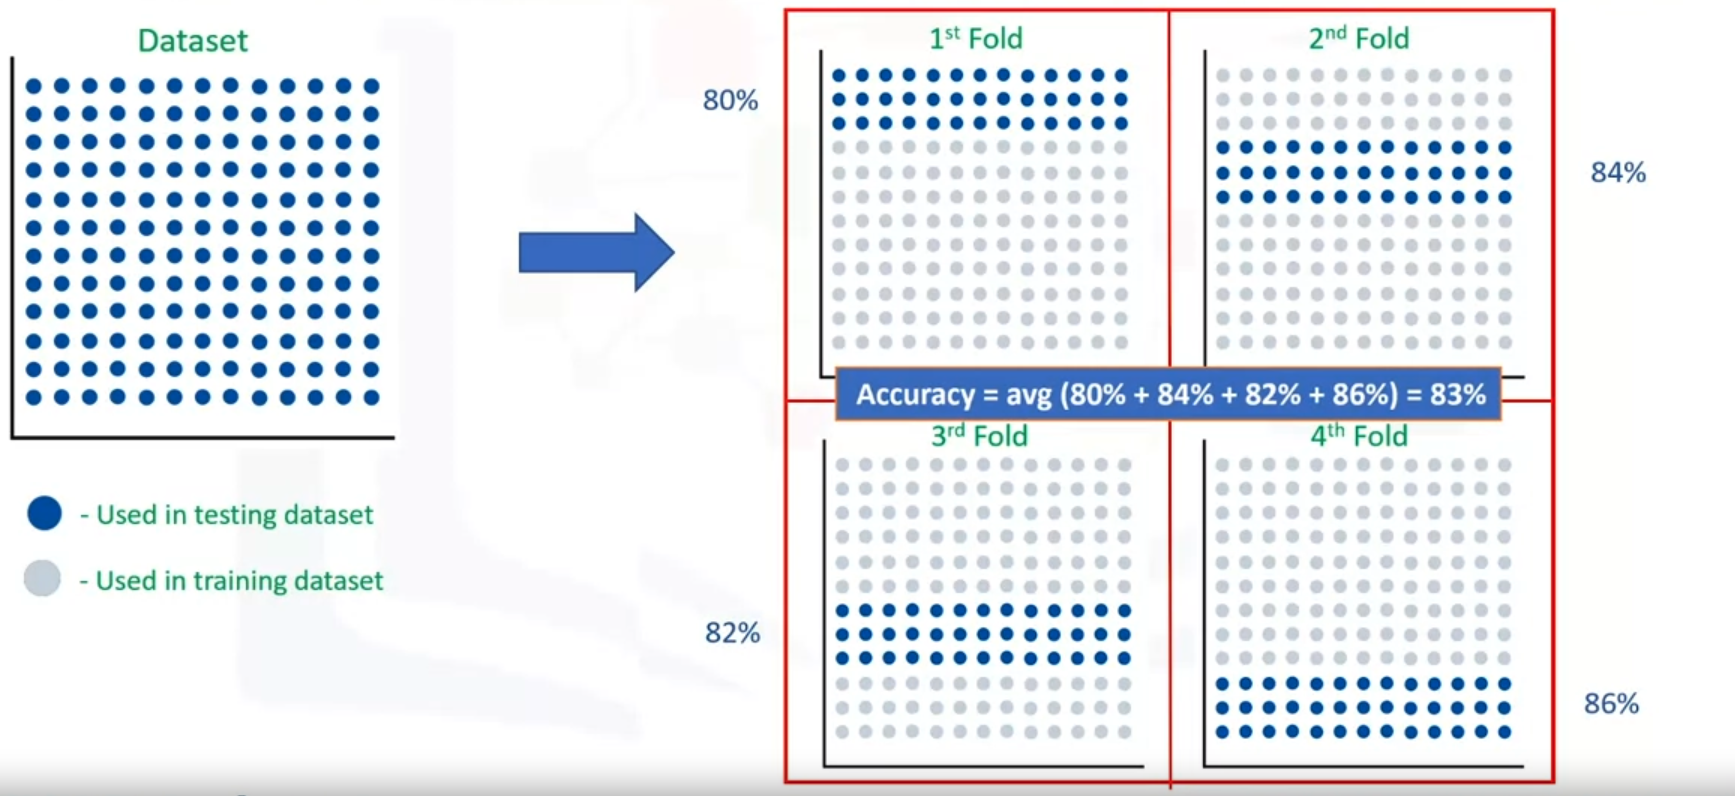 Dataset
- Used in testing dataset
- Used in training dataset
80%
1st Fold
2nd Fold
84%
Accuracy = avg (80% + 84% + 82% + 86%) = 83%
82%
3rd Fold
4th Fold
86%